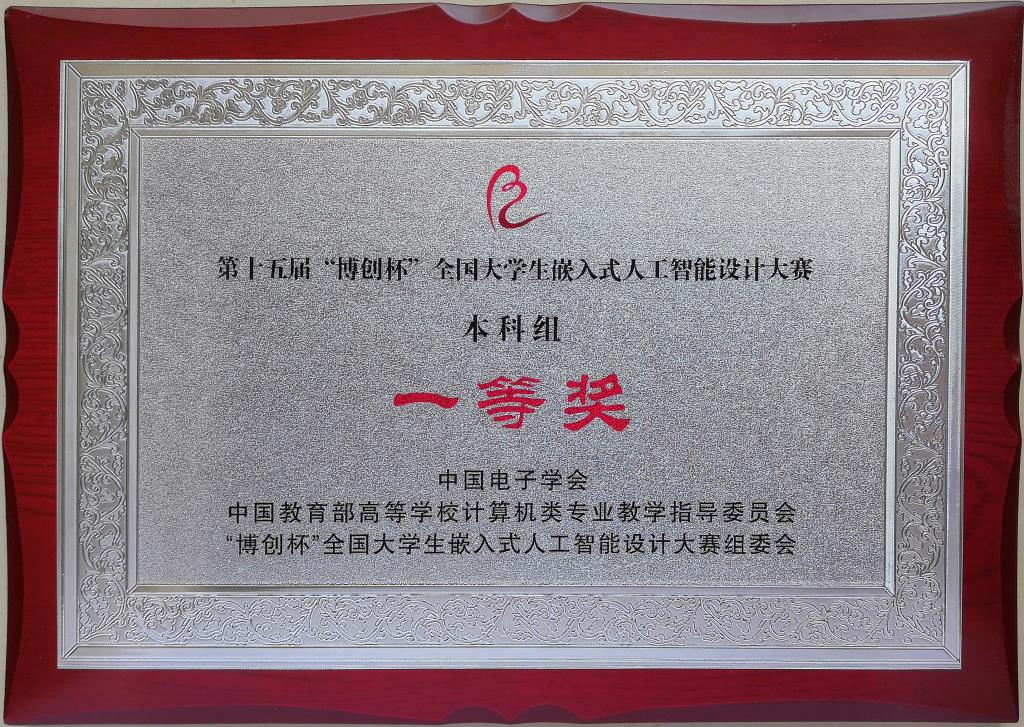 第十五届“博创杯”全国大学生嵌入式人工智能设计大赛
本科组
一等奖
中国电子学会
中国教育部高等学校计算机类专业教学指导委员会
“博创杯”全国大学生嵌入式人工智能设计大赛组委会